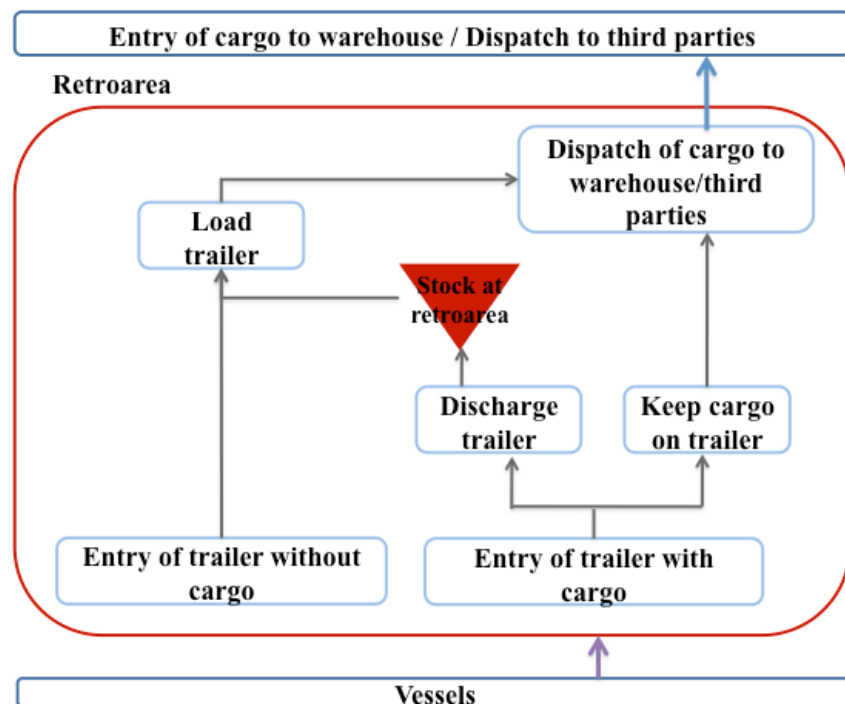 Entry of cargo to warehouse / Dispatch to third parties
Retroarea
Dispatch of cargo to
warehouse/third
parties
Load
trailer
Stock at
retroarea
Discharge
trailer
Keep cargo
on trailer
Entry of trailer without
cargo
Entry of trailer with
cargo
Vessels